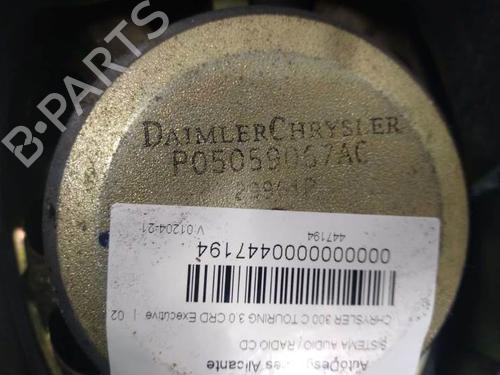 DAIMLERCHRYSLER
P05059067AC
V 01204-21
447194
0000000000447194
CHRYSLER 300 C TOURING 3.0 CRD Executive | 02
SISTEMA AUDIO / RADIO CD
Alicante
B-PARTS